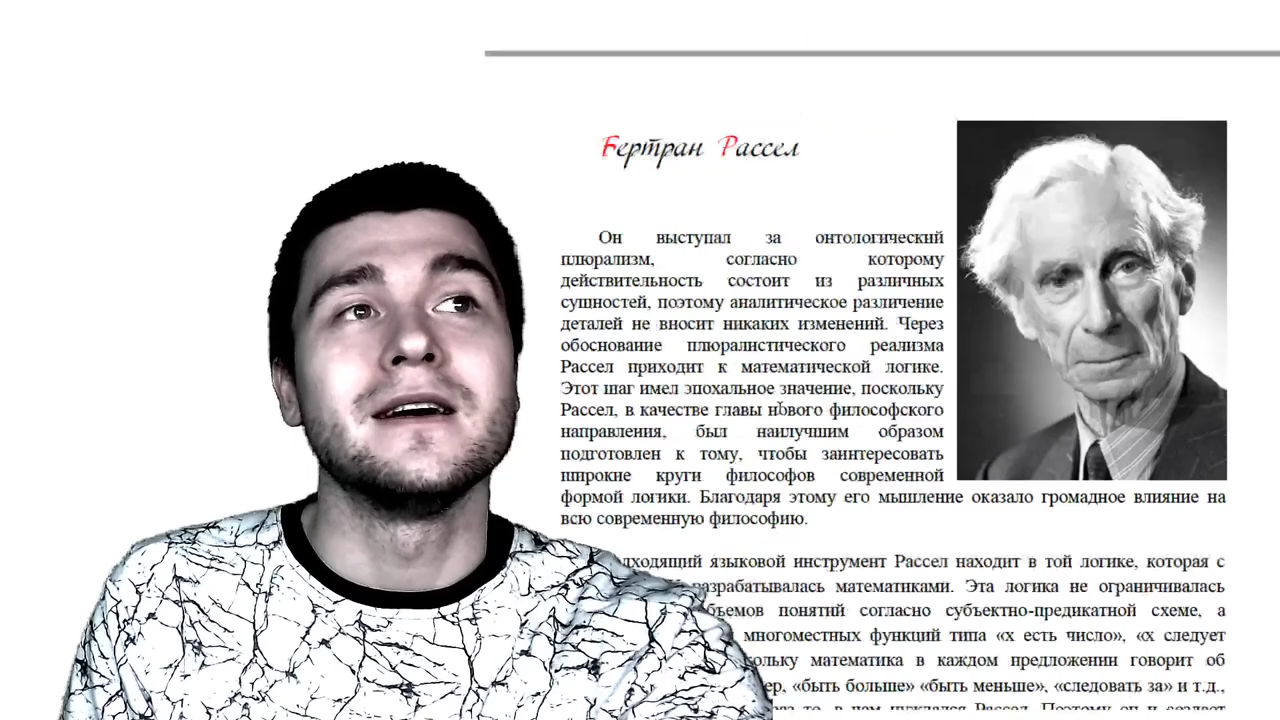 Бертран Рассел
Он выступал за онтологический
плюрализм, согласно которому
действительность состоит из различных
сущностей, поэтому аналитическое различение
деталей не вносит никаких изменений. Через
обоснование плюралистического реализма
Рассел приходит к математической логике.
Этот шаг имел эпохальное значение, поскольку
Рассел, в качестве главы нового философского
направления, был наилучшим образом
подготовлен к тому, чтобы заинтересовать
широкие круги философов современной
формой логики. Благодаря этому его мышление оказало громадное влияние на
всю современную философию.
языковой инструмент Рассел находит в той логике, которая с
разрабатывалась математиками. Эта логика не ограничивалась
понятий согласно субъектно-предикатной схеме, а
многоместных функций типа «х есть число», «х следует
математика в каждом предложении говорит об
«быть больше» «быть меньше», «следовать за» и т.д.,